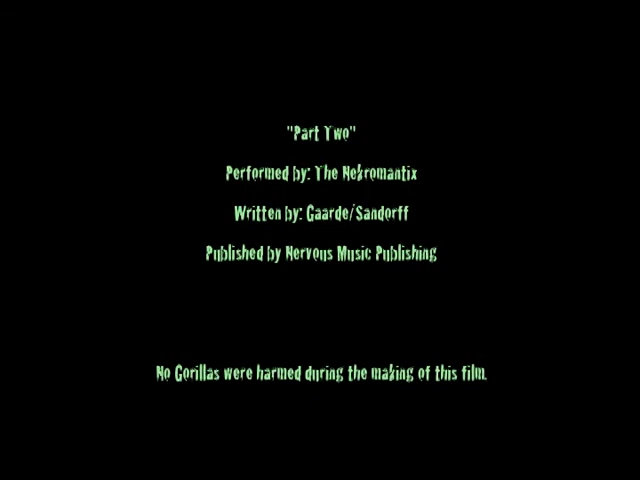 "Part Two"
Performed by: The Nekromantix
Written by: Gaarde/Sandorff
Published by Nervous Music Publishing
No Gorillas were harmed during the making of this film.